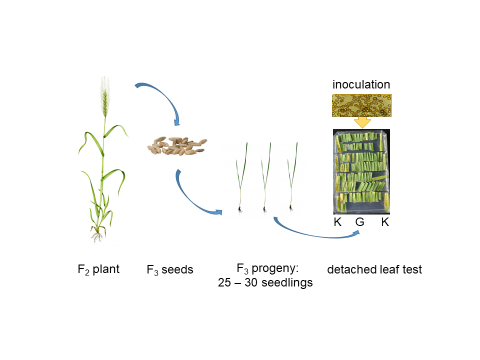 inoculation
K G K
F₂ plant
F₃ seeds
F₃ progeny:
25 – 30 seedlings
detached leaf test